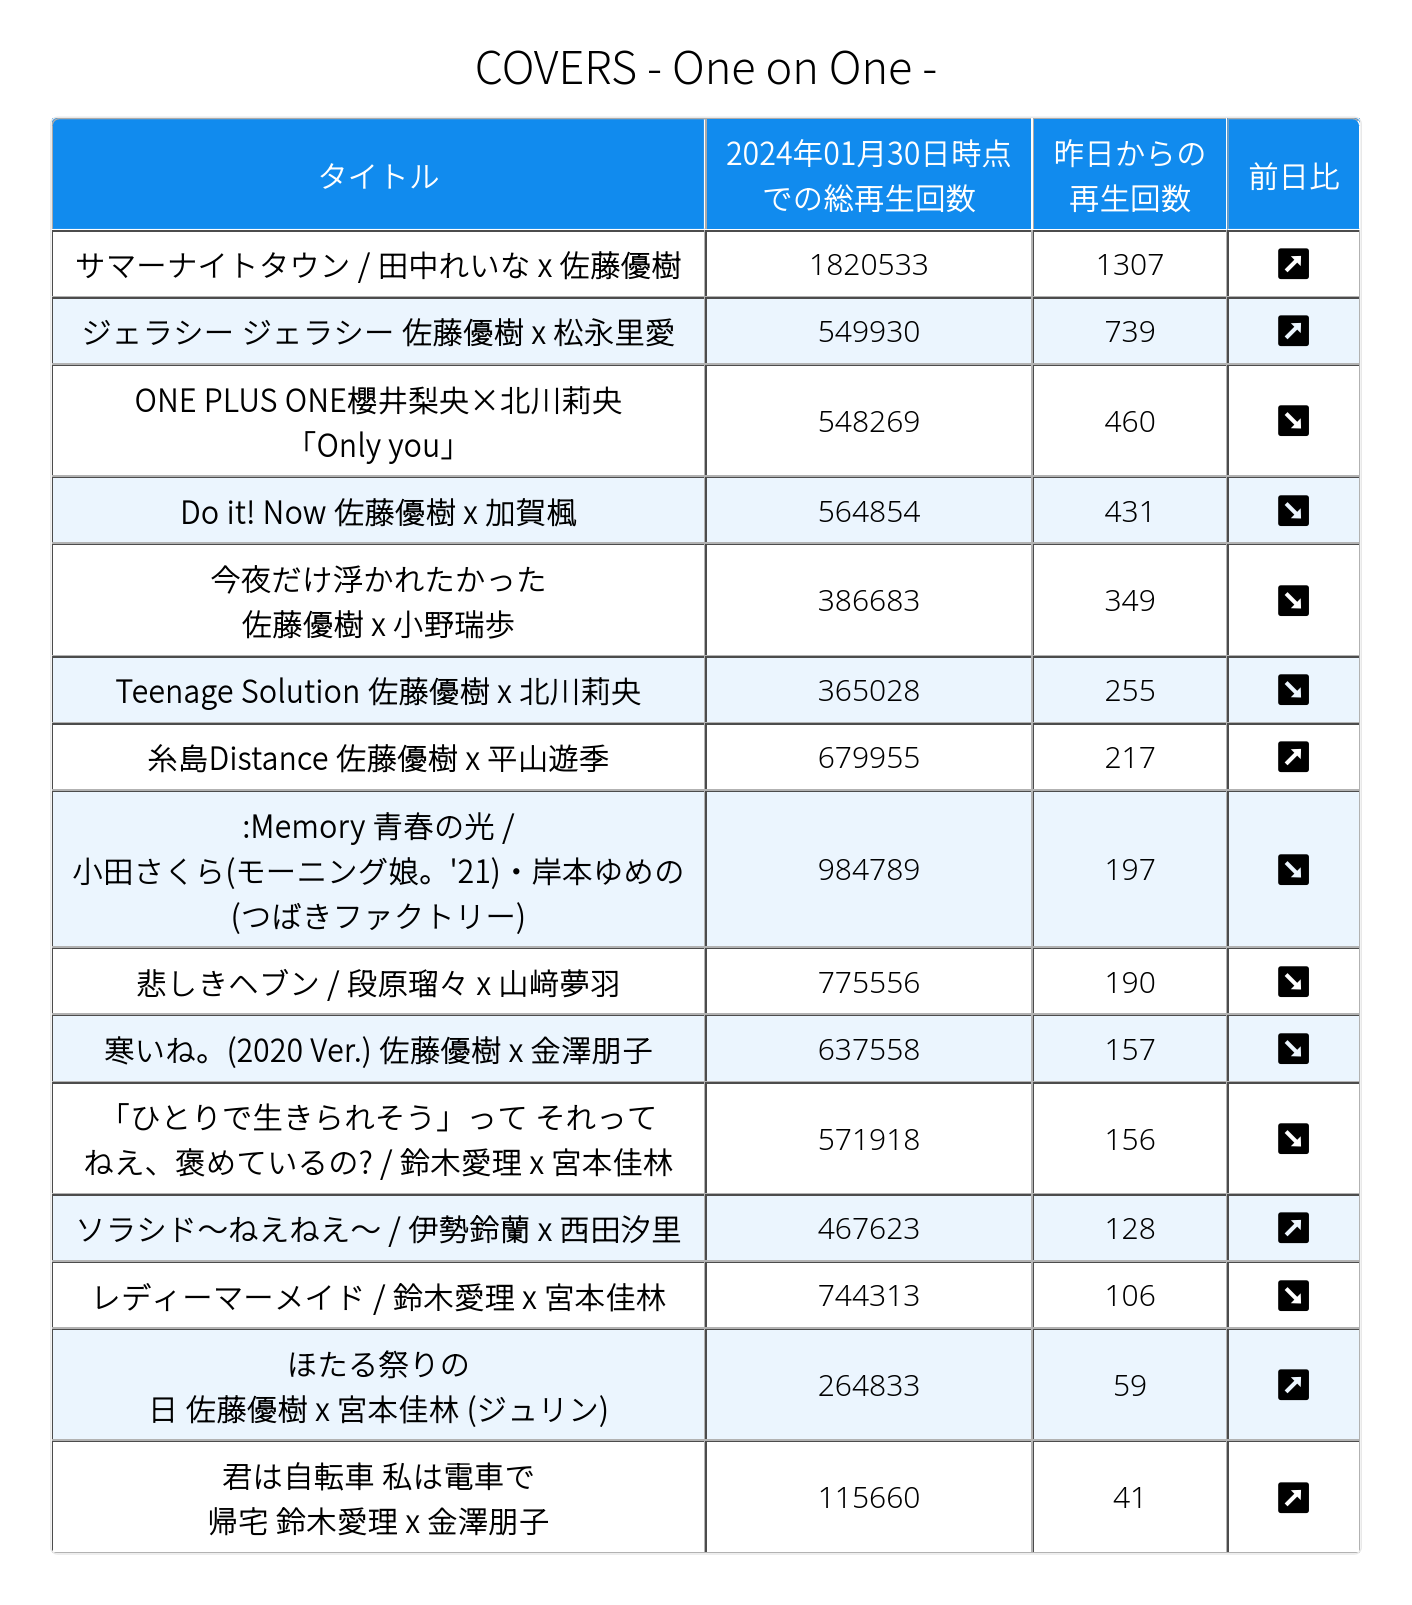 COVERS - One on One -
タイトル
2024年01月30日時点
での総再生回数
昨日からの
再生回数
前日比
サマーナイトタウン / 田中れいな x 佐藤優樹
1820533
1307
ジェラシー ジェラシー 佐藤優樹 x 松永里愛
549930
739
ONE PLUS ONE櫻井梨央×北川莉央
「Only you」
548269
460
Do it! Now 佐藤優樹 x 加賀楓
564854
431
今夜だけ浮かれたかった
佐藤優樹 x 小野瑞歩
386683
349
Teenage Solution 佐藤優樹 x 北川莉央
365028
255
糸島Distance 佐藤優樹 x 平山遊季
679955
217
:Memory 青春の光 /
小田さくら(モーニング娘。'21)・岸本ゆめの
(つばきファクトリー)
984789
197
悲しきヘブン / 段原瑠々 x 山﨑夢羽
775556
190
寒いね。(2020 Ver.) 佐藤優樹 x 金澤朋子
637558
157
「ひとりで生きられそう」って それって
ねえ、褒めているの? / 鈴木愛理 x 宮本佳林
571918
156
ソラシド～ねえねえ～ / 伊勢鈴蘭 x 西田汐里
467623
128
レディーマーメイド / 鈴木愛理 x 宮本佳林
744313
106
ほたる祭りの
日 佐藤優樹 x 宮本佳林 (ジュリン)
264833
59
君は自転車 私は電車で
帰宅 鈴木愛理 x 金澤朋子
115660
41